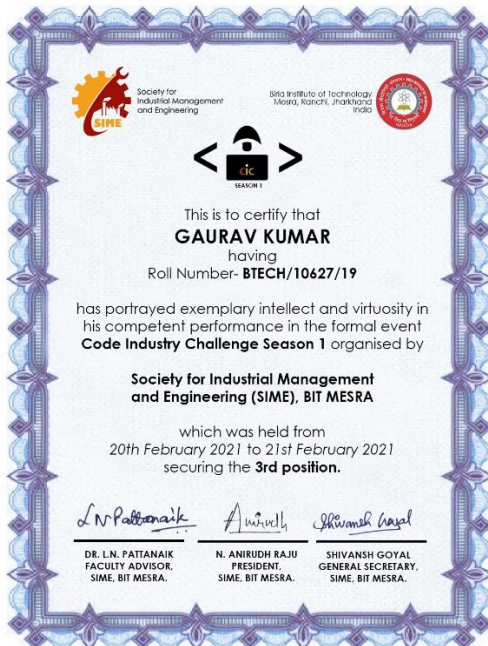 Society for
Industrial Management
and Engineering
SIME
Birla Institute of Technology
Mesra, Ranchi, Jharkhand
India
< cic >
SEASON 1
This is to certify that
GAURAV KUMAR
having
Roll Number- BTECH/10627/19
has portrayed exemplary intellect and virtuosity in
his competent performance in the formal event
Code Industry Challenge Season 1 organised by
Society for Industrial Management
and Engineering (SIME), BIT MESRA
which was held from
20th February 2021 to 21st February 2021
securing the 3rd position.
L N Pattanaik
Anirudh
Shivansh Goyal
DR. L.N. PATTANAIK
FACULTY ADVISOR,
SIME, BIT MESRA.
N. ANIRUDH RAJU
PRESIDENT,
SIME, BIT MESRA.
SHIVANSH GOYAL
GENERAL SECRETARY,
SIME, BIT MESRA.